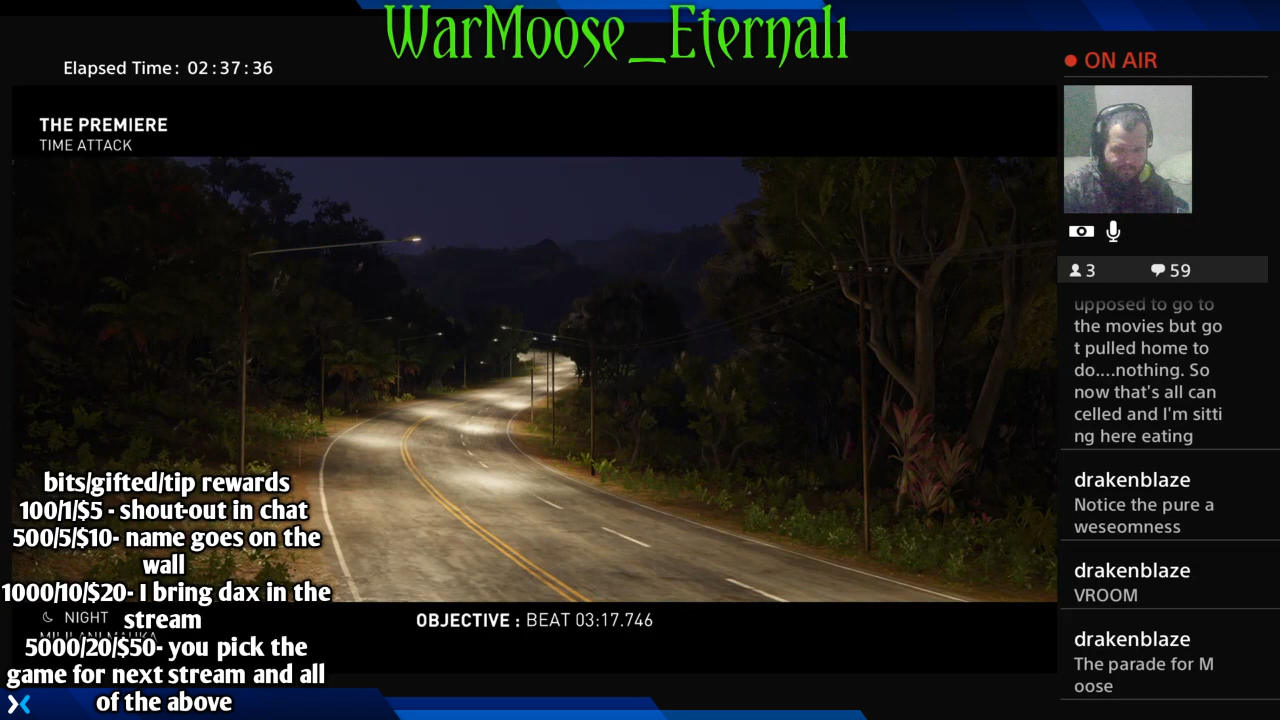 WarMoose_Eternal1
Elapsed Time: 02:37:36
ON AIR
THE PREMIERE
TIME ATTACK
3
59
upposed to go to
the movies but go
t pulled home to
do....nothing. So
now that's all can
celled and I'm sitti
ng here eating
drakenblaze
Notice the pure a
weseomness
drakenblaze
VROOM
drakenblaze
The parade for M
oose
bits/gifted/tip rewards
100/1/$5 - shout-out in chat
500/5/$10- name goes on the
wall
1000/10/$20- I bring dax in the
stream
5000/20/$50- you pick the
game for next stream and all
of the above
NIGHT
OBJECTIVE : BEAT 03:17.746